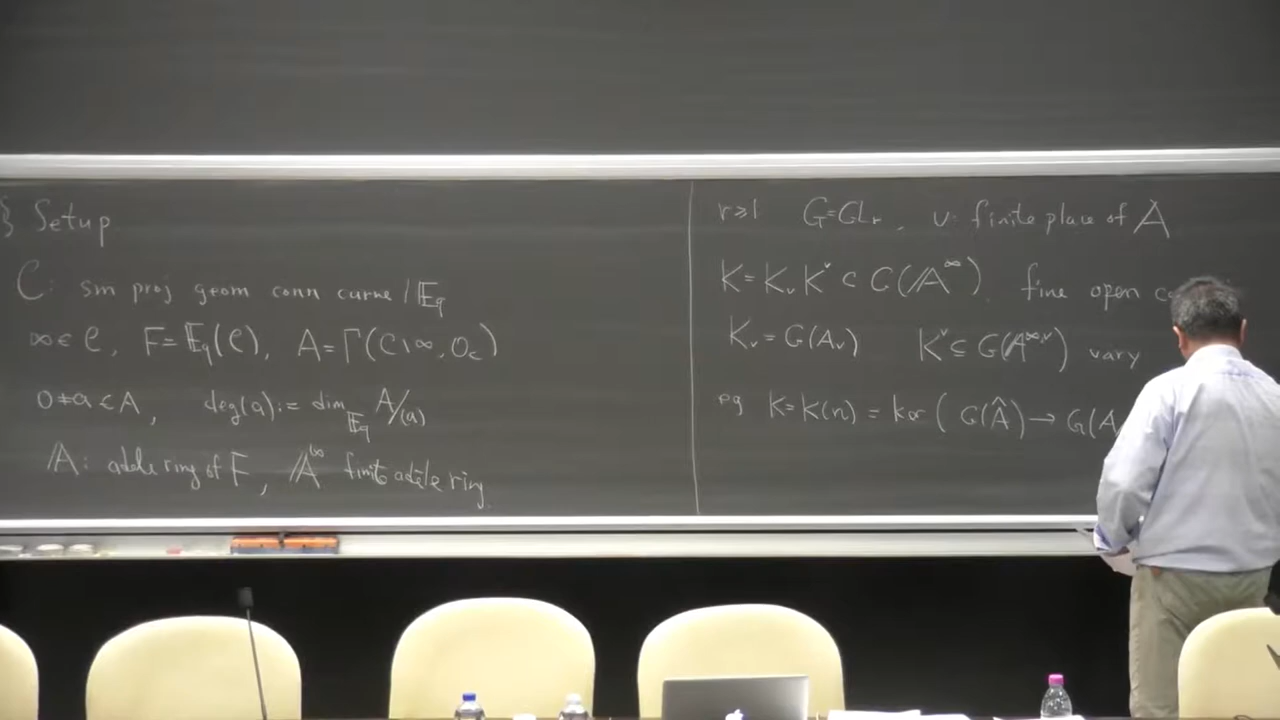 § Setup
C: sm proj geom conn curve / 𝔽q
∞ ∈ C, F = 𝔽q(C), A = Γ(C∖∞, O_C)
0 ≠ a ∈ A, deg(a) := dim_𝔽q A/(a)
𝔸: adele ring of F, 𝔸^∞ finite adele ring
r ≥ 1 G = GL_r, v: finite place of A
K = K_v K^v ⊂ G(𝔸^∞). fine open
K_v = G(A_v) K^v ⊆ G(𝔸^{∞,v}) vary
eg K = K(n) = ker ( G(Â) → G(A